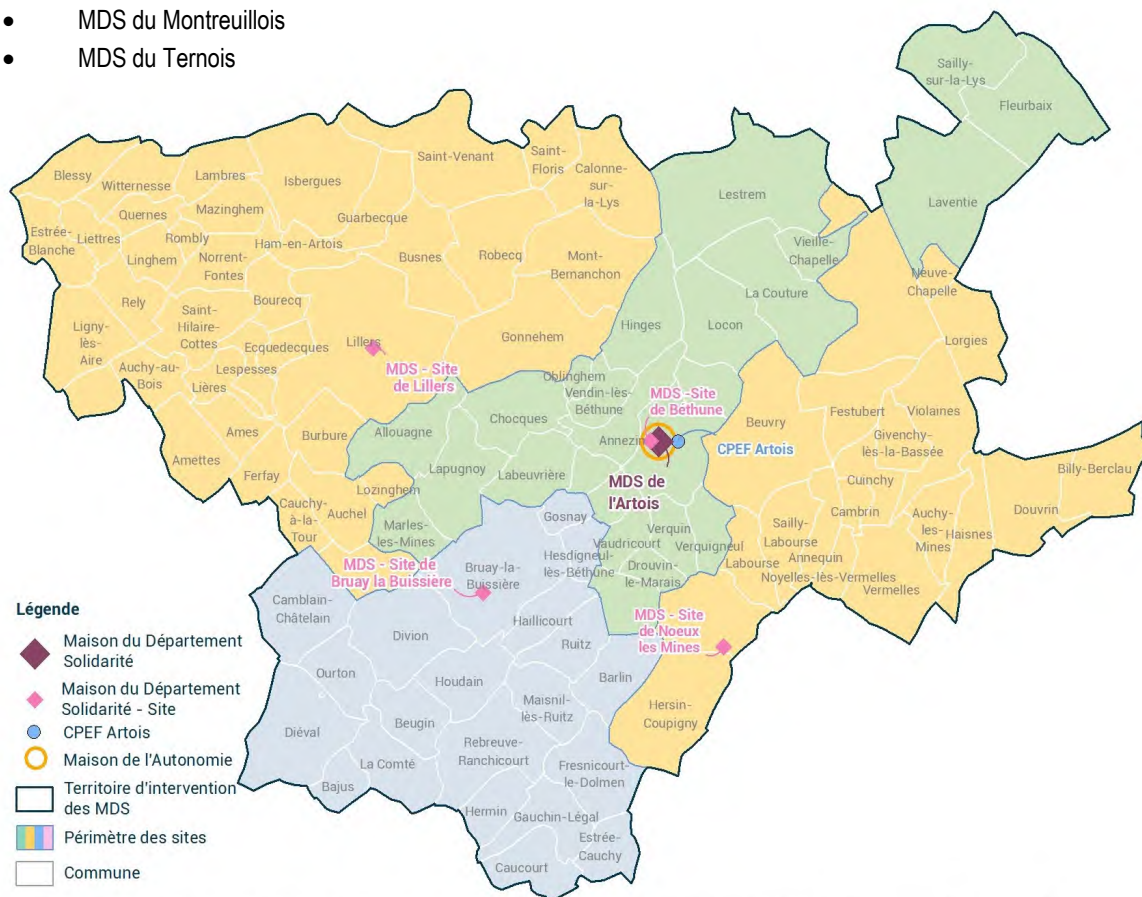 • MDS du Montreuillois
• MDS du Ternois
Sailly-
sur-la-Lys
Fleurbaix
Laventie
Saint-Venant
Saint-
Floris
Calonne-
sur-
la-Lys
Lestrem
Blessy
Witternesse
Lambres
Isbergues
Quernes
Mazinghem
Guarbecque
Estrée-
Blanche
Liettres
Rombly
Ham-en-Artois
Linghem
Norrent-
Fontes
Busnes
Robecq
Mont-
Bernanchon
Vieille-
Chapelle
Neuve-
Chapelle
La Couture
Rely
Bourecq
Saint-
Hilaire-
Cottes
Ligny-
lès-
Aire
Ecquedecques
Lillers
Gonnehem
Hinges
Locon
Lorgies
Auchy-au-
Bois
Lespesses
Lières
MDS - Site
de Lillers
Oblinghem
Vendin-lès-
Béthune
MDS -Site
de Béthune
Festubert
Violaines
Chocques
Allouagne
Ames
Burbure
Annezin
CPEF Artois
Beuvry
Givenchy-
lès-la-Bassée
Amettes
Ferfay
Lapugnoy
Labeuvrière
MDS de
l'Artois
Cuinchy
Billy-Berclau
Douvrin
Lozinghem
Cauchy-
à-la-
Tour
Auchel
Marles-
les-Mines
Gosnay
Cambrin
Auchy-
les-
Mines
Haisnes
Verquin
Vaudricourt
Verquigneul
Sailly-
Labourse
Annequin
Labourse
Hesdigneul-
lès-Béthune
Drouvin-
le-Marais
Noyelles-lès-Vermelles
Vermelles
MDS - Site de
Bruay la Buissière
Bruay-la-
Buissière
Camblain-
Châtelain
Divion
Haillicourt
Ruitz
MDS - Site
de Noeux
les Mines
Ourton
Houdain
Barlin
Maisnil-
lès-Ruitz
Hersin-
Coupigny
Diéval
Beugin
Rebreuve-
Ranchicourt
La Comté
Fresnicourt-
le-Dolmen
Bajus
Hermin
Gauchin-Légal
Estrée-
Cauchy
Caucourt
Légende
Maison du Département
Solidarité
Maison du Département
Solidarité - Site
CPEF Artois
Maison de l'Autonomie
Territoire d'intervention
des MDS
Périmètre des sites
Commune